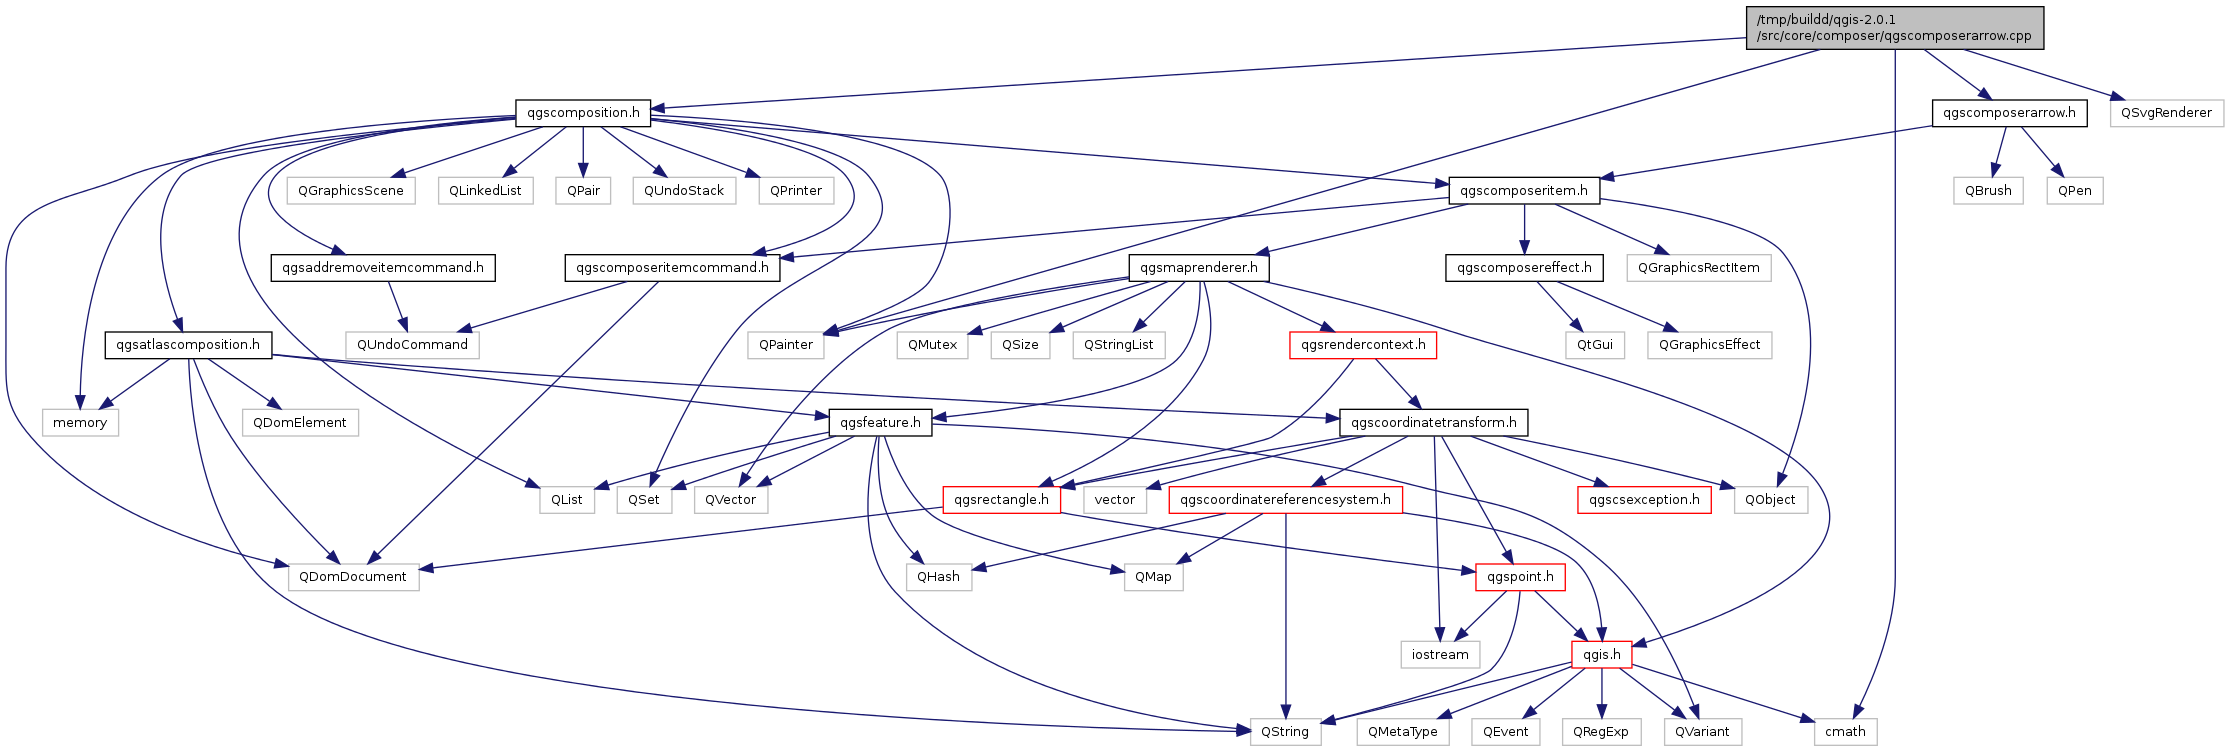 /tmp/buildd/qgis-2.0.1
/src/core/composer/qgscomposerarrow.cpp
qgscomposition.h
qgscomposerarrow.h
QSvgRenderer
QGraphicsScene
QLinkedList
QPair
QUndoStack
QPrinter
qgscomposeritem.h
QBrush
QPen
qgsaddremoveitemcommand.h
qgscomposeritemcommand.h
qgsmaprenderer.h
qgscomposereffect.h
QGraphicsRectItem
qgsatlascomposition.h
QUndoCommand
QPainter
QMutex
QSize
QStringList
qgsrendercontext.h
QtGui
QGraphicsEffect
memory
QDomElement
qgsfeature.h
qgscoordinatetransform.h
QList
QSet
QVector
qgsrectangle.h
vector
qgscoordinatereferencesystem.h
qgscsexception.h
QObject
QDomDocument
QHash
QMap
qgspoint.h
iostream
qgis.h
QString
QMetaType
QEvent
QRegExp
QVariant
cmath